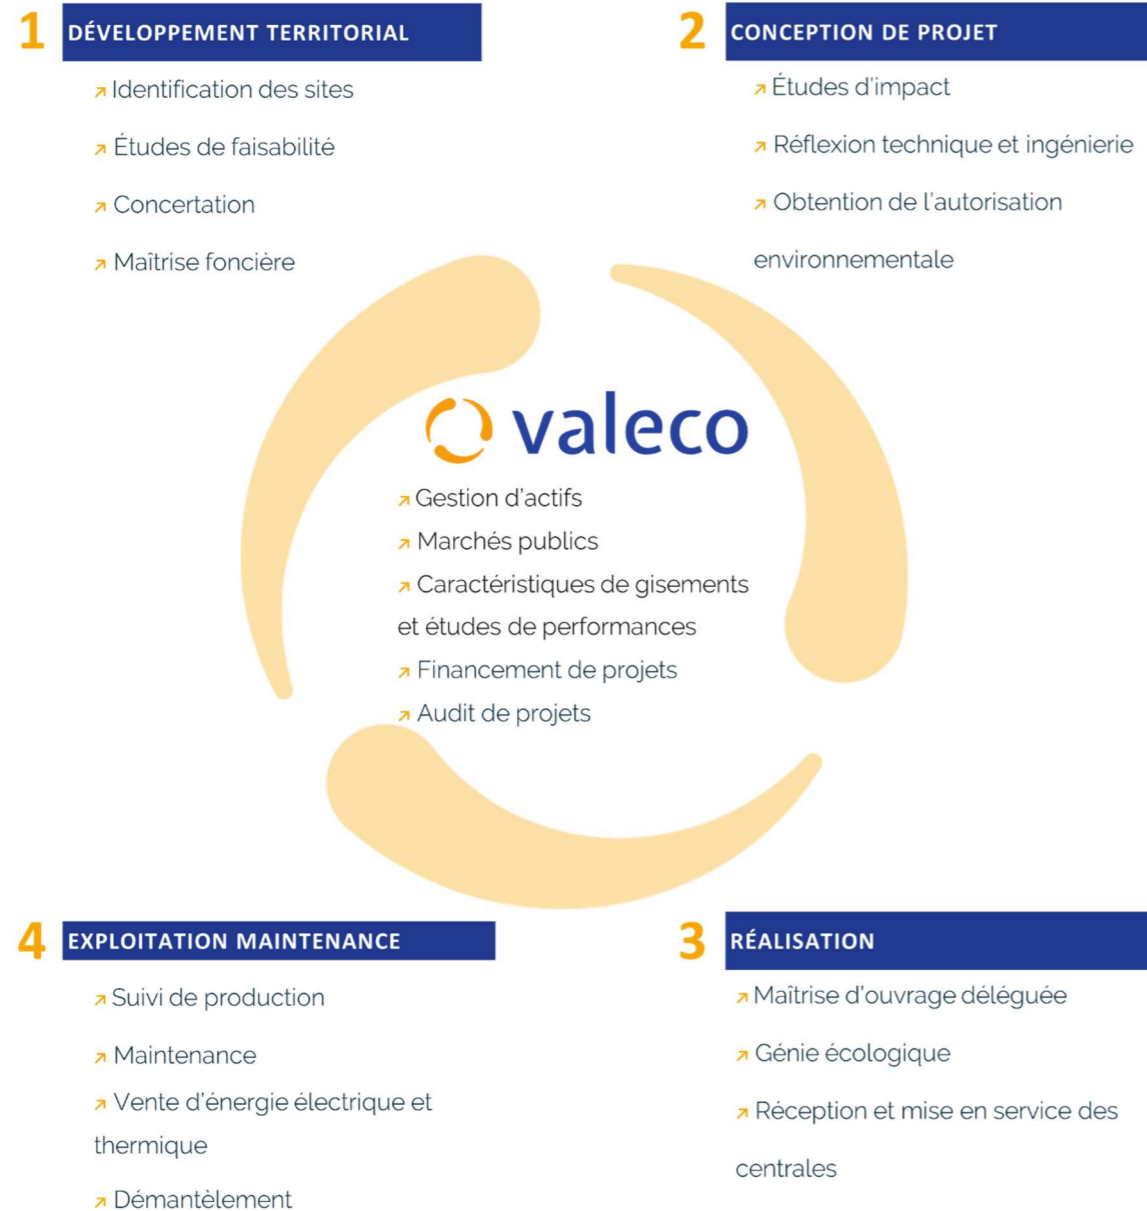 1 DÉVELOPPEMENT TERRITORIAL
↗ Identification des sites
↗ Études de faisabilité
↗ Concertation
↗ Maîtrise foncière
2 CONCEPTION DE PROJET
↗ Études d'impact
↗ Réflexion technique et ingénierie
↗ Obtention de l'autorisation
environnementale
valeco
↗ Gestion d'actifs
↗ Marchés publics
↗ Caractéristiques de gisements
et études de performances
↗ Financement de projets
↗ Audit de projets
4 EXPLOITATION MAINTENANCE
↗ Suivi de production
↗ Maintenance
↗ Vente d'énergie électrique et
thermique
↗ Démantèlement
3 RÉALISATION
↗ Maîtrise d'ouvrage déléguée
↗ Génie écologique
↗ Réception et mise en service des
centrales